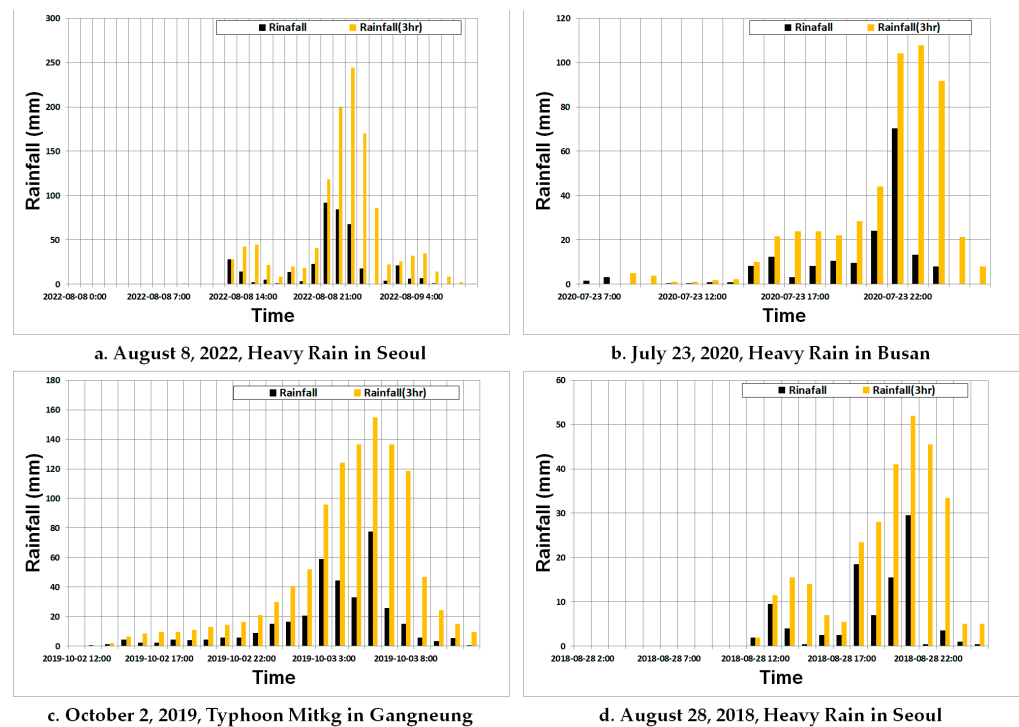 300
250
200
150
100
50
0
Rinafall Rainfall(3hr)
Rainfall (mm)
2022-08-08 0:00 2022-08-08 7:00 2022-08-08 14:00 2022-08-08 21:00 2022-08-09 4:00
Time
a. August 8, 2022, Heavy Rain in Seoul
120
100
80
60
40
20
0
Rinafall Rainfall(3hr)
Rainfall (mm)
2020-07-23 7:00 2020-07-23 12:00 2020-07-23 17:00 2020-07-23 22:00
Time
b. July 23, 2020, Heavy Rain in Busan
180
160
140
120
100
80
60
40
20
0
Rainfall Rainfall(3hr)
Rainfall (mm)
2019-10-02 12:00 2019-10-02 17:00 2019-10-02 22:00 2019-10-03 3:00 2019-10-03 8:00
Time
c. October 2, 2019, Typhoon Mitkg in Gangneung
60
50
40
30
20
10
0
Rinafall Rainfall(3hr)
Rainfall (mm)
2018-08-28 2:00 2018-08-28 7:00 2018-08-28 12:00 2018-08-28 17:00 2018-08-28 22:00
Time
d. August 28, 2018, Heavy Rain in Seoul